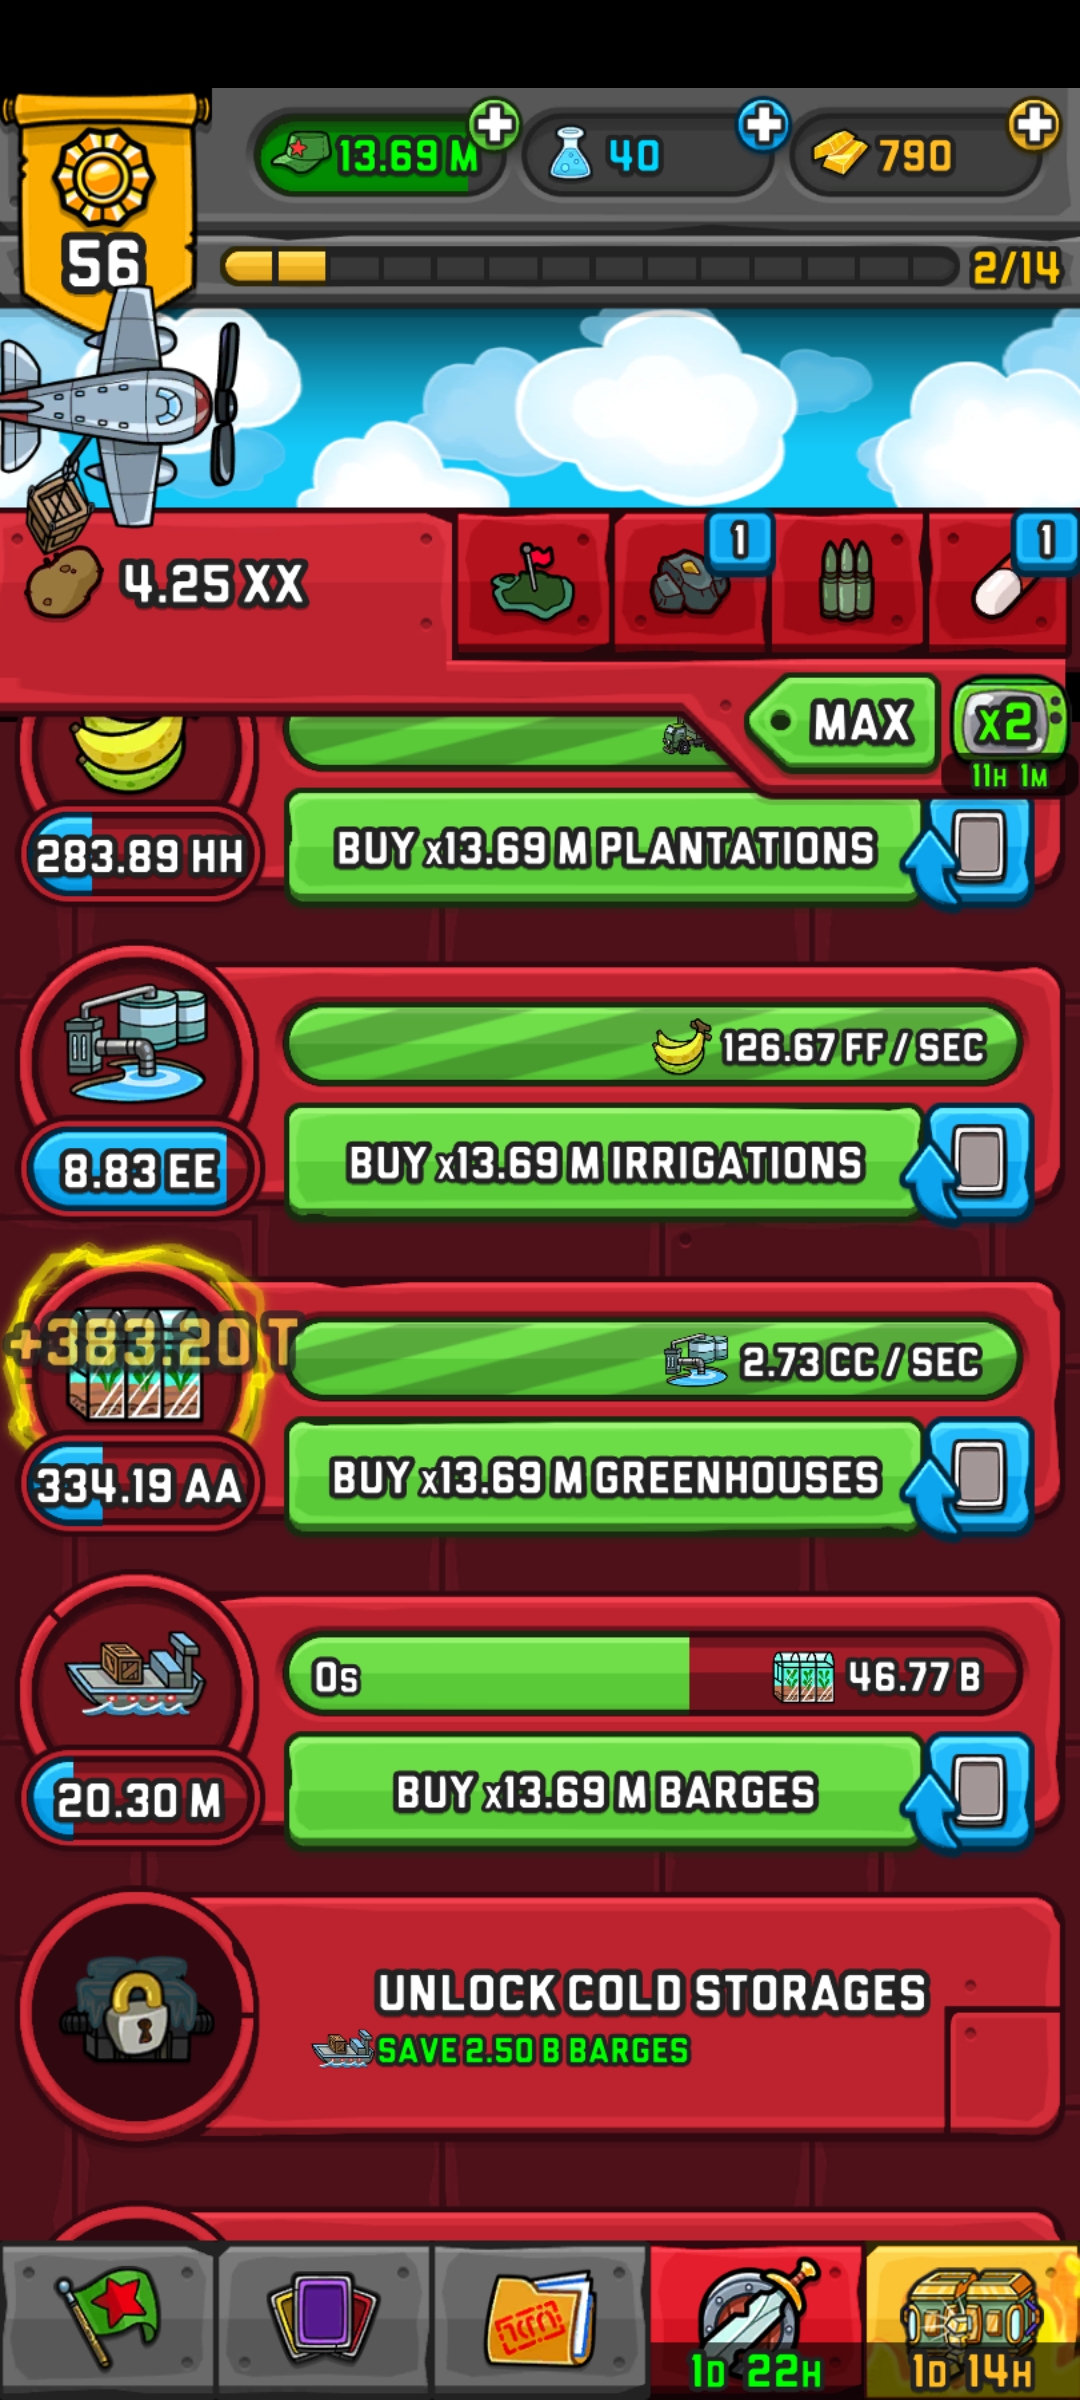 56
13.69 M
40
790
2/14
4.25 XX
1
1
MAX
x2
11H 1M
283.89 HH
BUY x13.69 M PLANTATIONS
126.67 FF / SEC
8.83 EE
BUY x13.69 M IRRIGATIONS
+383.20 T
2.73 CC / SEC
334.19 AA
BUY x13.69 M GREENHOUSES
0s
46.77 B
20.30 M
BUY x13.69 M BARGES
UNLOCK COLD STORAGES
SAVE 2.50 B BARGES
1D 22H
1D 14H